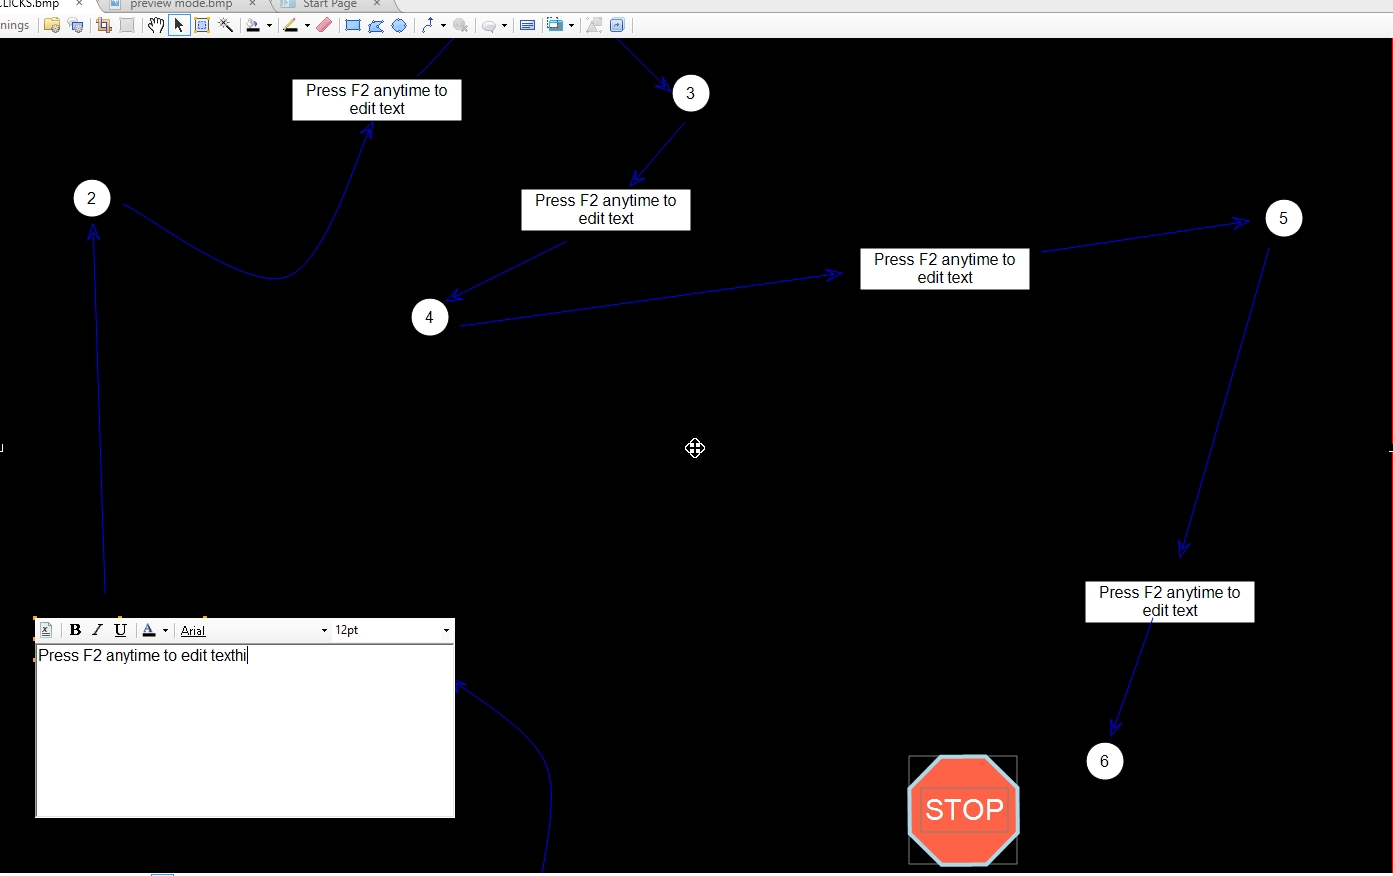 CLICKS.bmp
preview mode.bmp
Start Page
nings
Press F2 anytime to
edit text
3
2
Press F2 anytime to
edit text
5
Press F2 anytime to
edit text
4
Press F2 anytime to
edit text
B I U A Arial 12pt
Press F2 anytime to edit texthi
6
STOP